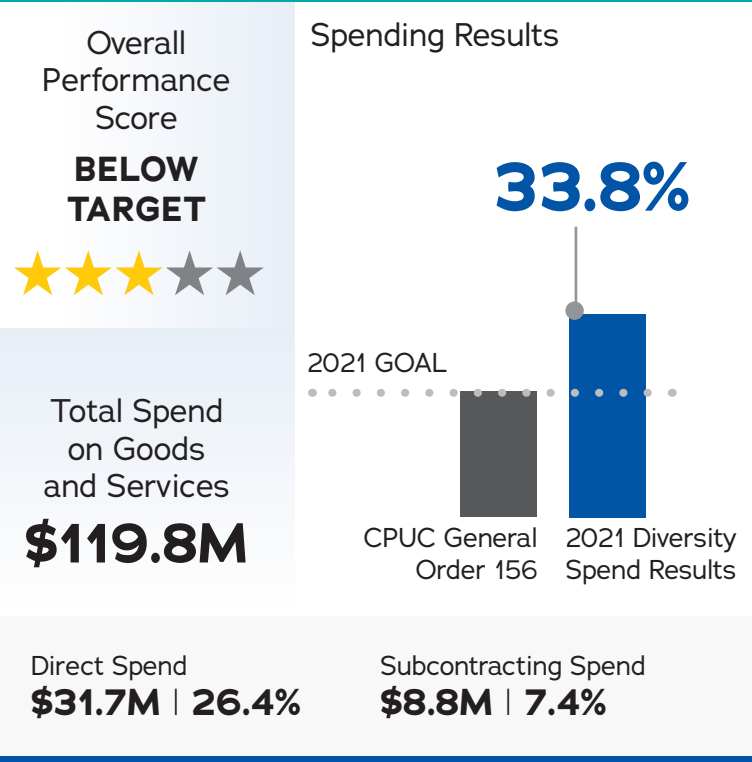 Overall
Performance
Score
BELOW
TARGET
Total Spend
on Goods
and Services
$119.8M
Spending Results
33.8%
2021 GOAL
CPUC General
Order 156
2021 Diversity
Spend Results
Direct Spend
$31.7M | 26.4%
Subcontracting Spend
$8.8M | 7.4%